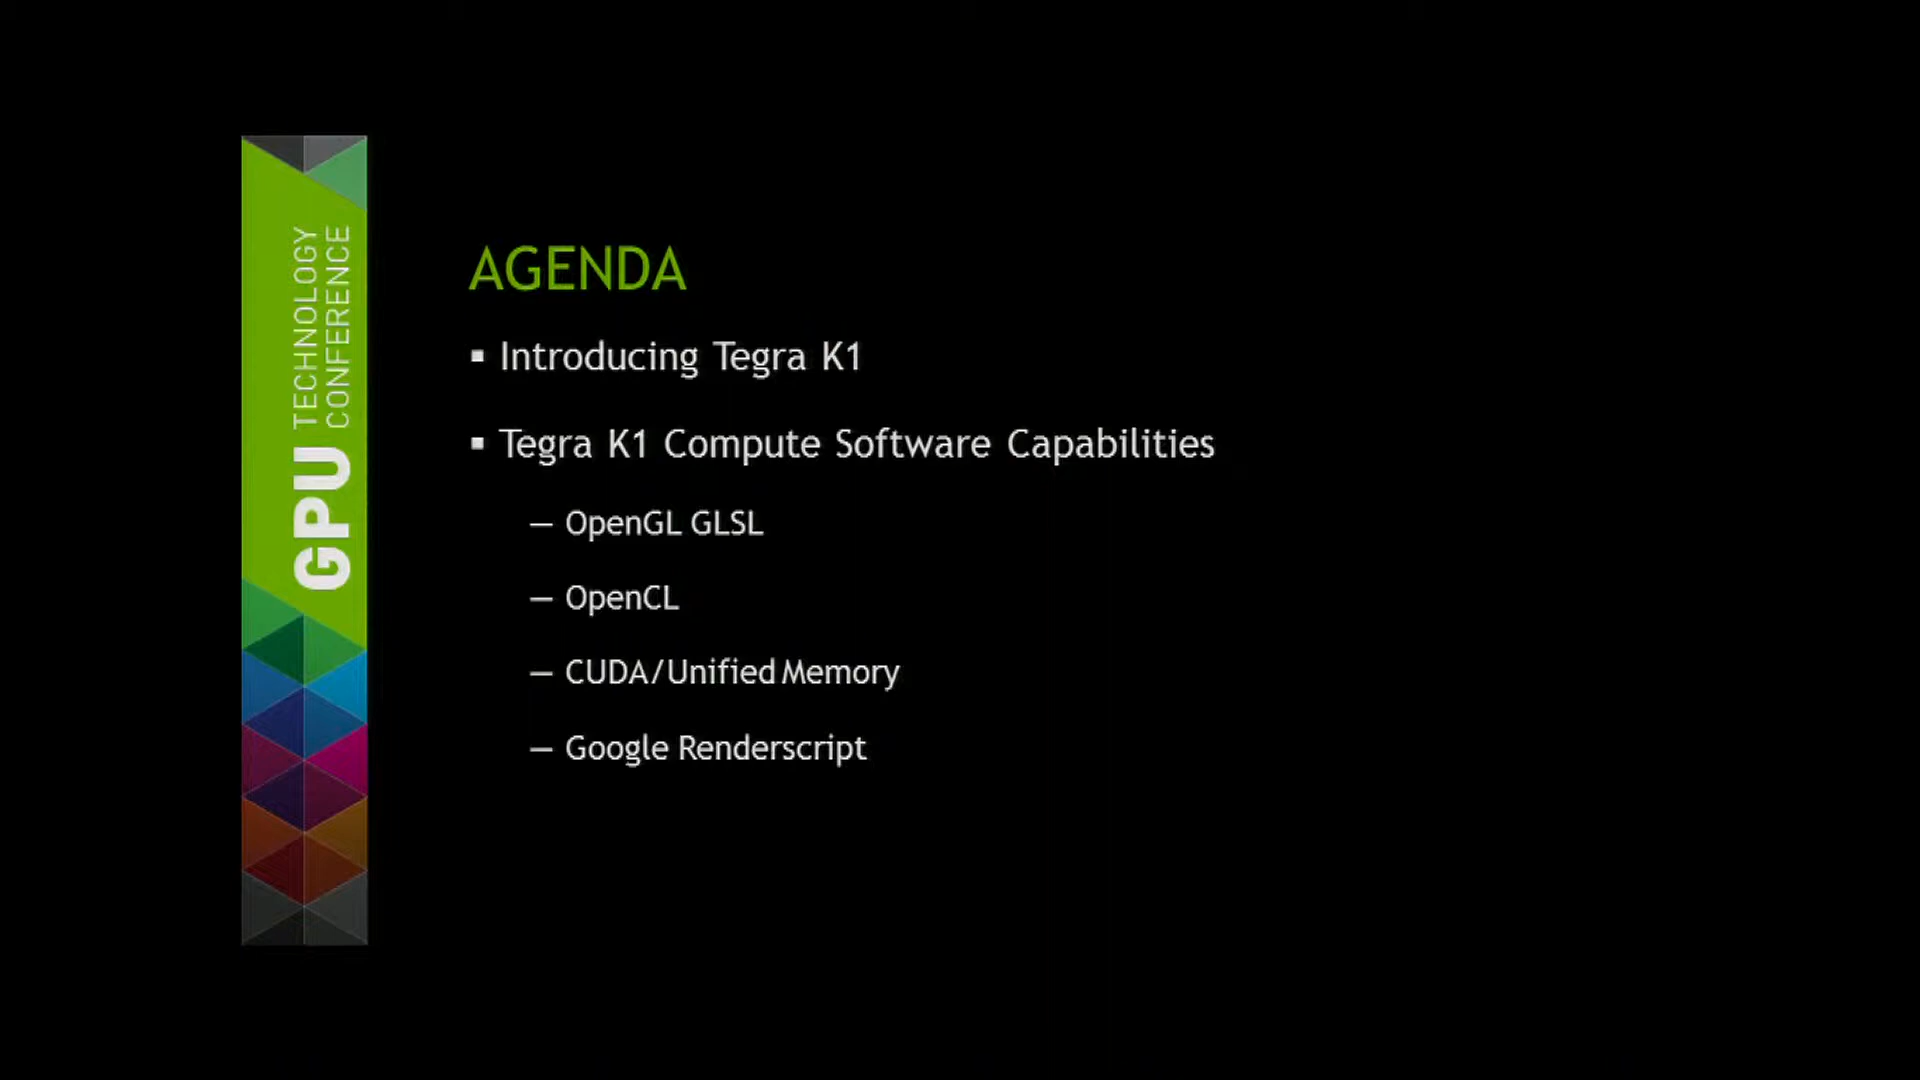 GPU TECHNOLOGY
CONFERENCE
AGENDA
▪ Introducing Tegra K1
▪ Tegra K1 Compute Software Capabilities
— OpenGL GLSL
— OpenCL
— CUDA/Unified Memory
— Google Renderscript